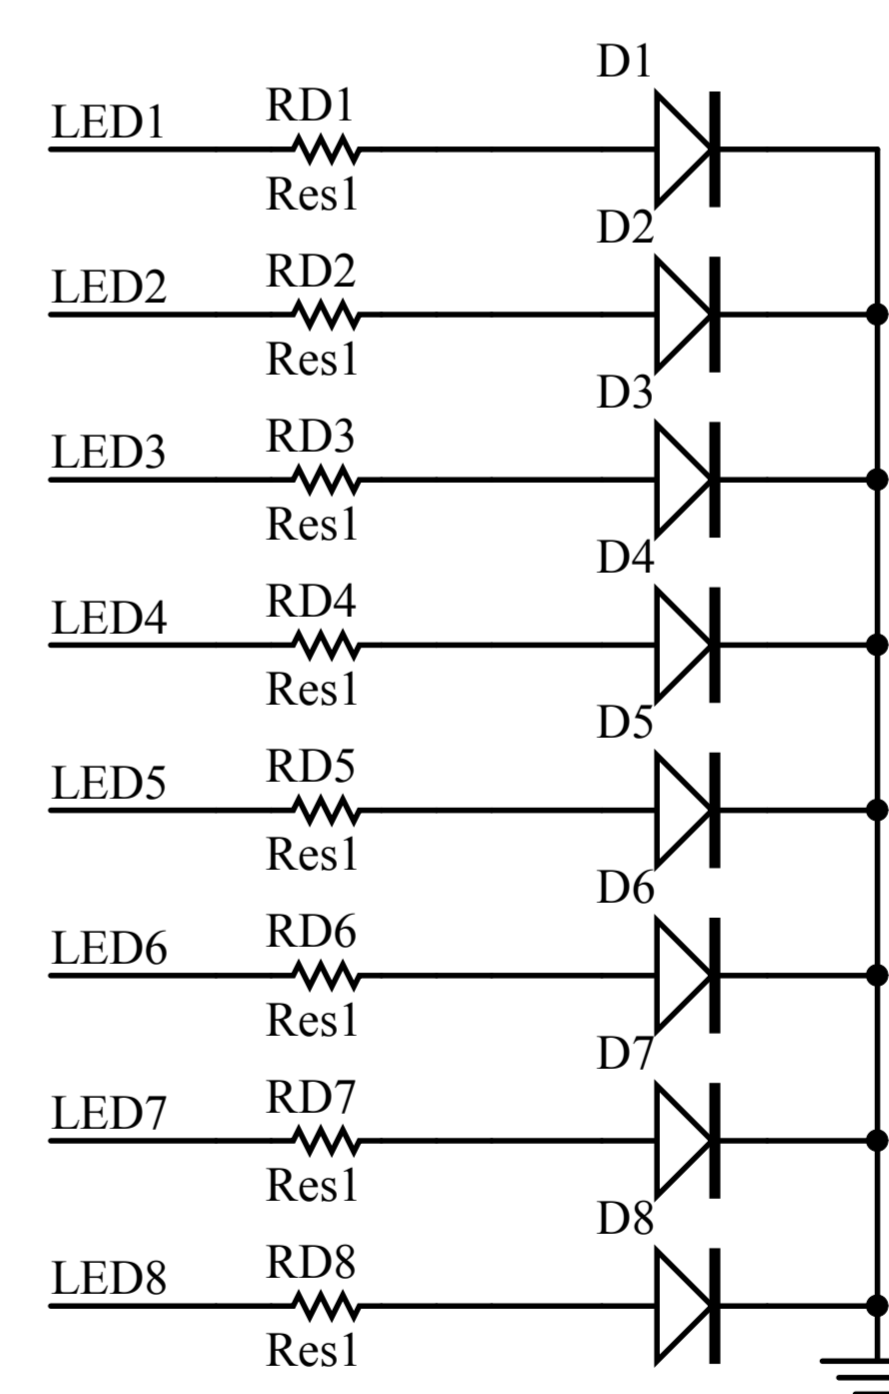 D1
LED1 RD1
Res1
D2
LED2 RD2
Res1
D3
LED3 RD3
Res1
D4
LED4 RD4
Res1
D5
LED5 RD5
Res1
D6
LED6 RD6
Res1
D7
LED7 RD7
Res1
D8
LED8 RD8
Res1